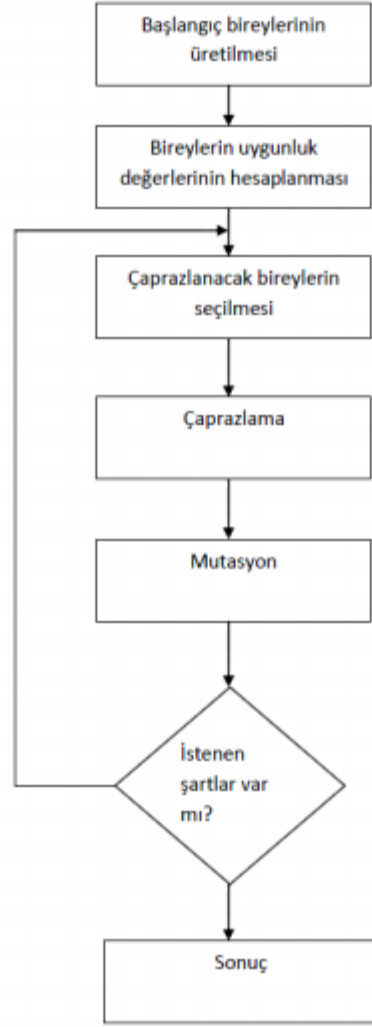 Başlangıç bireylerinin
üretilmesi
Bireylerin uygunluk
değerlerinin hesaplanması
Çaprazlanacak bireylerin
seçilmesi
Çaprazlama
Mutasyon
İstenen
şartlar var
mı?
Sonuç